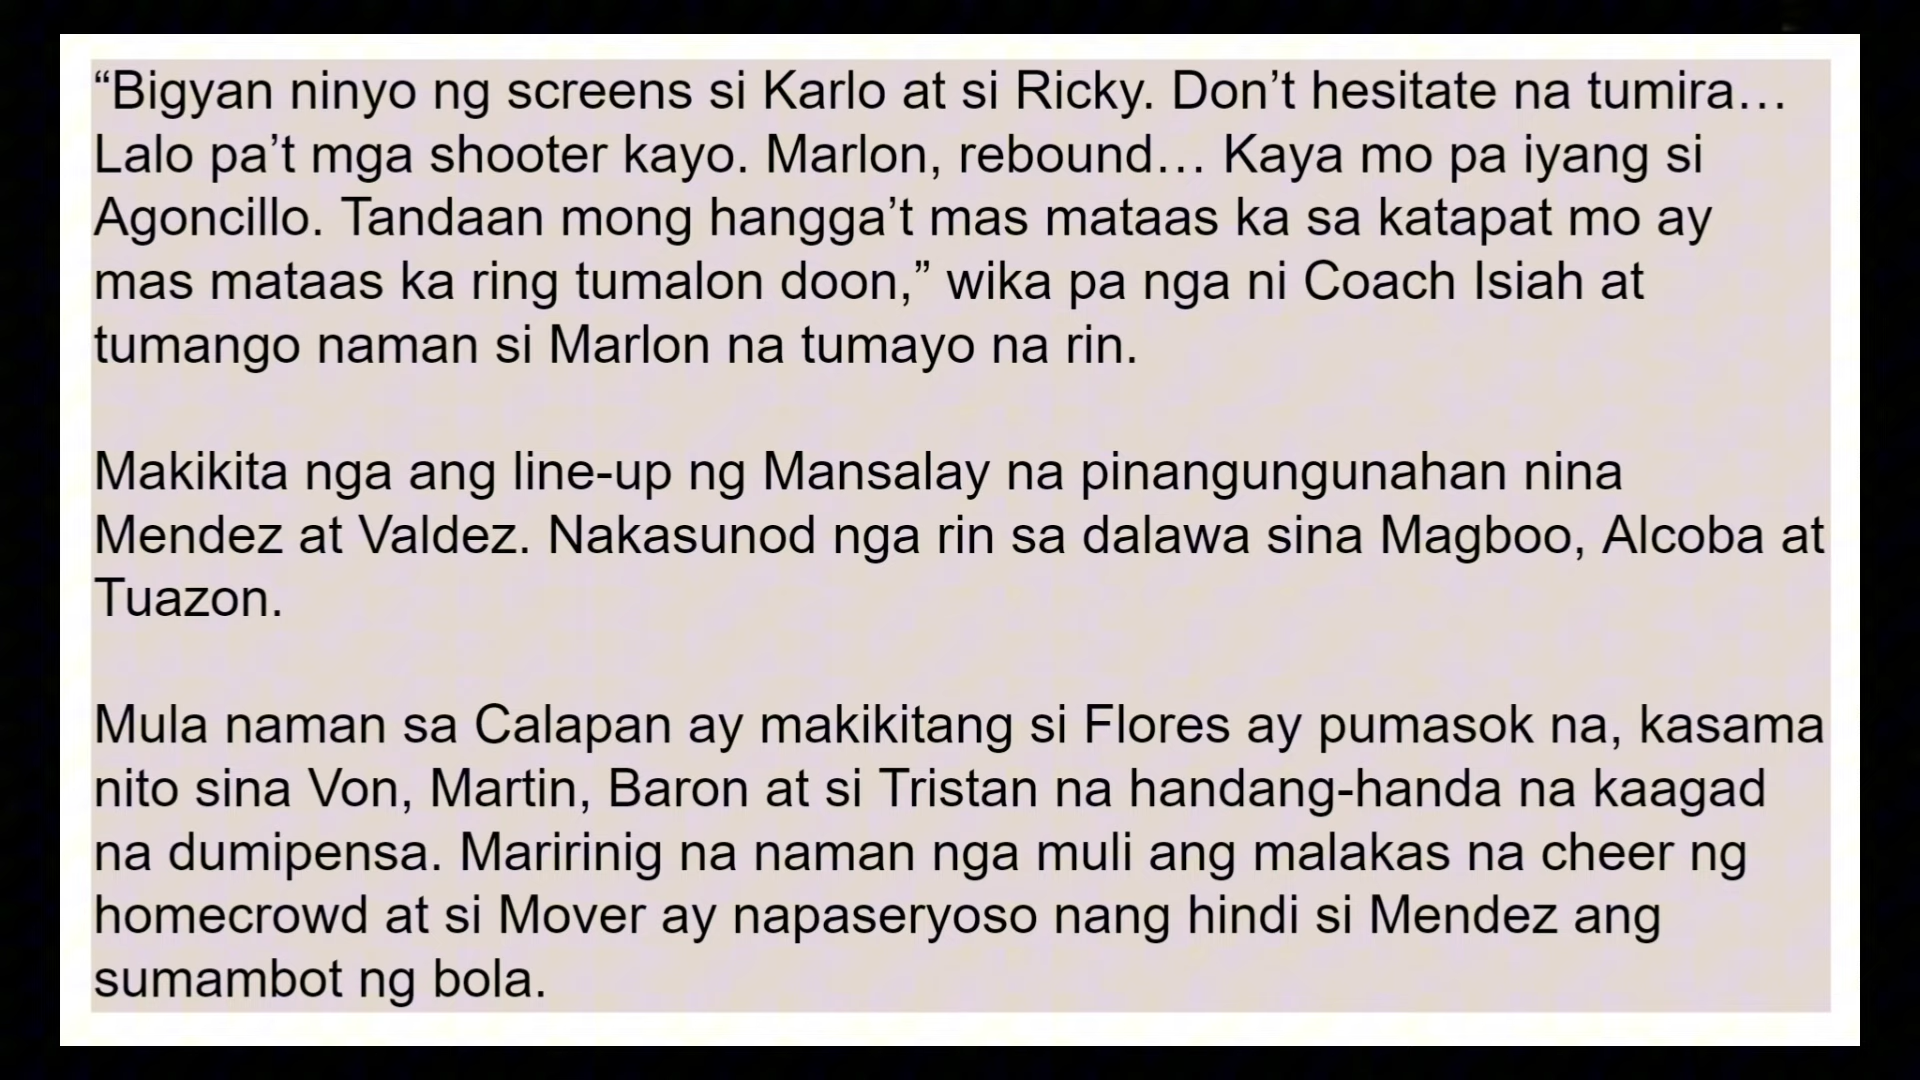 “Bigyan ninyo ng screens si Karlo at si Ricky. Don’t hesitate na tumira…
Lalo pa’t mga shooter kayo. Marlon, rebound… Kaya mo pa iyang si
Agoncillo. Tandaan mong hangga’t mas mataas ka sa katapat mo ay
mas mataas ka ring tumalon doon,” wika pa nga ni Coach Isiah at
tumango naman si Marlon na tumayo na rin.
Makikita nga ang line-up ng Mansalay na pinangungunahan nina
Mendez at Valdez. Nakasunod nga rin sa dalawa sina Magboo, Alcoba at
Tuazon.
Mula naman sa Calapan ay makikitang si Flores ay pumasok na, kasama
nito sina Von, Martin, Baron at si Tristan na handang-handa na kaagad
na dumipensa. Maririnig na naman nga muli ang malakas na cheer ng
homecrowd at si Mover ay napaseryoso nang hindi si Mendez ang
sumambot ng bola.